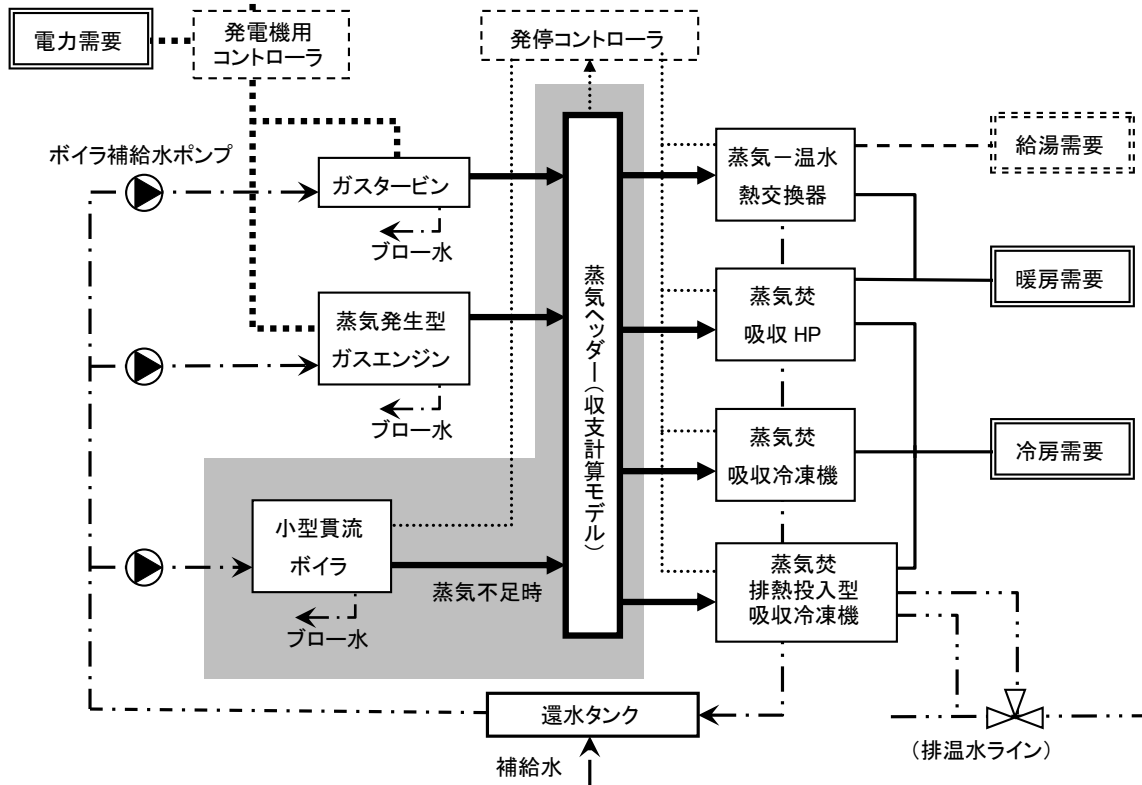 電力需要
発電機用
コントローラ
発停コントローラ
ボイラ補給水ポンプ
ガスタービン
ブロー水
蒸気発生型
ガスエンジン
ブロー水
小型貫流
ボイラ
蒸気不足時
ブロー水
蒸気ヘッダー(収支計算モデル)
蒸気－温水
熱交換器
給湯需要
蒸気焚
吸収 HP
暖房需要
蒸気焚
吸収冷凍機
冷房需要
蒸気焚
排熱投入型
吸収冷凍機
還水タンク
補給水
(排温水ライン)